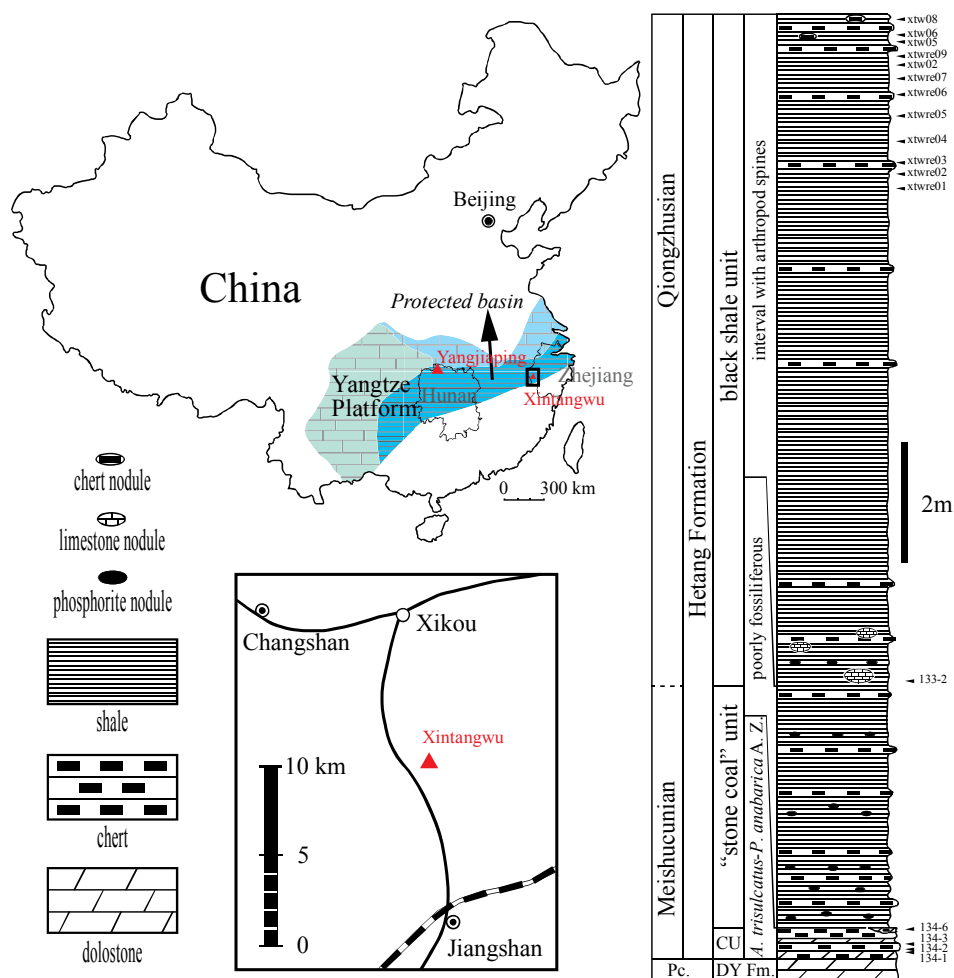 Beijing
China
Protected basin
Yangjiaping
Yangtze
Platform
Hunan
Zhejiang
Xintangwu
0 300 km
chert nodule
limestone nodule
phosphorite nodule
shale
chert
dolostone
Changshan
Xikou
Xintangwu
10 km
5
0
Jiangshan
Qiongzhusian
Meishucunian
Pc.
Hetang Formation
black shale unit
“stone coal” unit
CU
DY Fm.
interval with arthropod spines
poorly fossiliferous
A. trisulcatus-P. anabarica A. Z.
2m
xtw08
xtw06
xtw05
xtwre09
xtw02
xtwre07
xtwre06
xtwre05
xtwre04
xtwre03
xtwre02
xtwre01
133-2
134-6
134-3
134-2
134-1